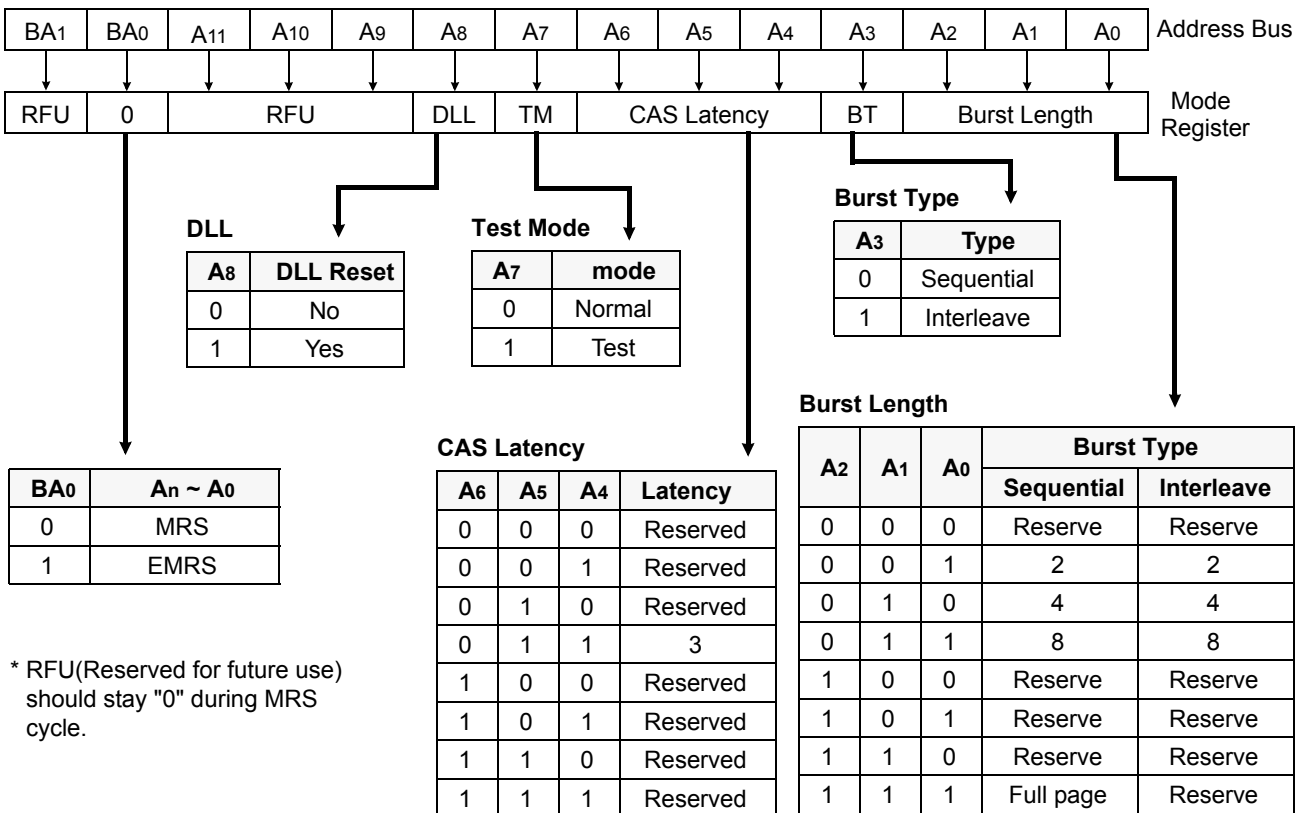 BA1 BA0 A11 A10 A9 A8 A7 A6 A5 A4 A3 A2 A1 A0 Address Bus
RFU 0 RFU DLL TM CAS Latency BT Burst Length Mode Register
DLL
A8 DLL Reset
0 No
1 Yes
Test Mode
A7 mode
0 Normal
1 Test
Burst Type
A3 Type
0 Sequential
1 Interleave
BA0 An ~ A0
0 MRS
1 EMRS
* RFU(Reserved for future use)
should stay "0" during MRS
cycle.
CAS Latency
A6 A5 A4 Latency
0 0 0 Reserved
0 0 1 Reserved
0 1 0 Reserved
0 1 1 3
1 0 0 Reserved
1 0 1 Reserved
1 1 0 Reserved
1 1 1 Reserved
Burst Length
A2 A1 A0 Burst Type
Sequential Interleave
0 0 0 Reserve Reserve
0 0 1 2 2
0 1 0 4 4
0 1 1 8 8
1 0 0 Reserve Reserve
1 0 1 Reserve Reserve
1 1 0 Reserve Reserve
1 1 1 Full page Reserve